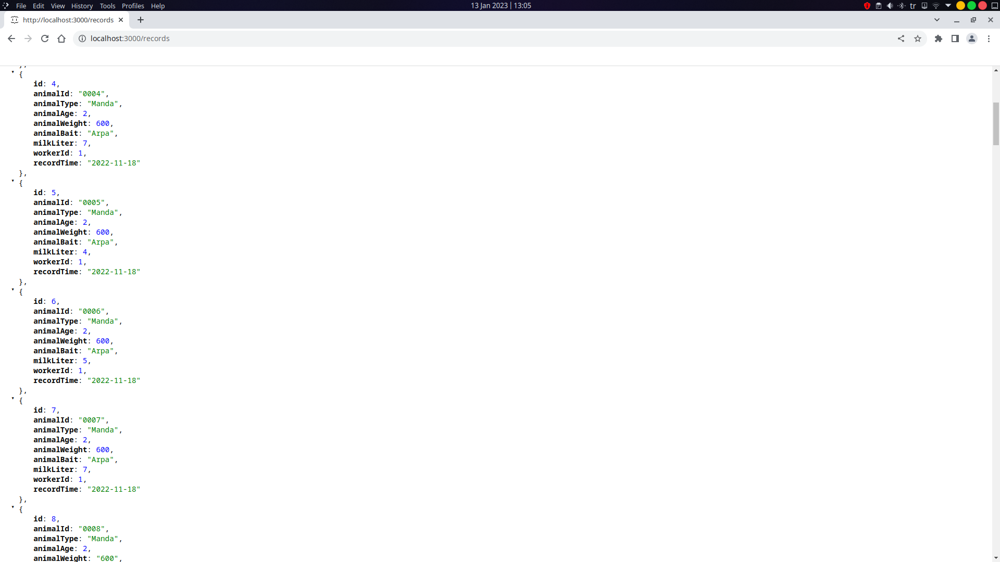 File Edit View History Tools Profiles Help 13 Jan 2023 | 13:05 tr
http://localhost:3000/records
localhost:3000/records
},
{
id: 4,
animalId: "0004",
animalType: "Manda",
animalAge: 2,
animalWeight: 600,
animalBait: "Arpa",
milkLiter: 7,
workerId: 1,
recordTime: "2022-11-18"
},
{
id: 5,
animalId: "0005",
animalType: "Manda",
animalAge: 2,
animalWeight: 600,
animalBait: "Arpa",
milkLiter: 4,
workerId: 1,
recordTime: "2022-11-18"
},
{
id: 6,
animalId: "0006",
animalType: "Manda",
animalAge: 2,
animalWeight: 600,
animalBait: "Arpa",
milkLiter: 5,
workerId: 1,
recordTime: "2022-11-18"
},
{
id: 7,
animalId: "0007",
animalType: "Manda",
animalAge: 2,
animalWeight: 600,
animalBait: "Arpa",
milkLiter: 7,
workerId: 1,
recordTime: "2022-11-18"
},
{
id: 8,
animalId: "0008",
animalType: "Manda",
animalAge: 2,
animalWeight: "600",